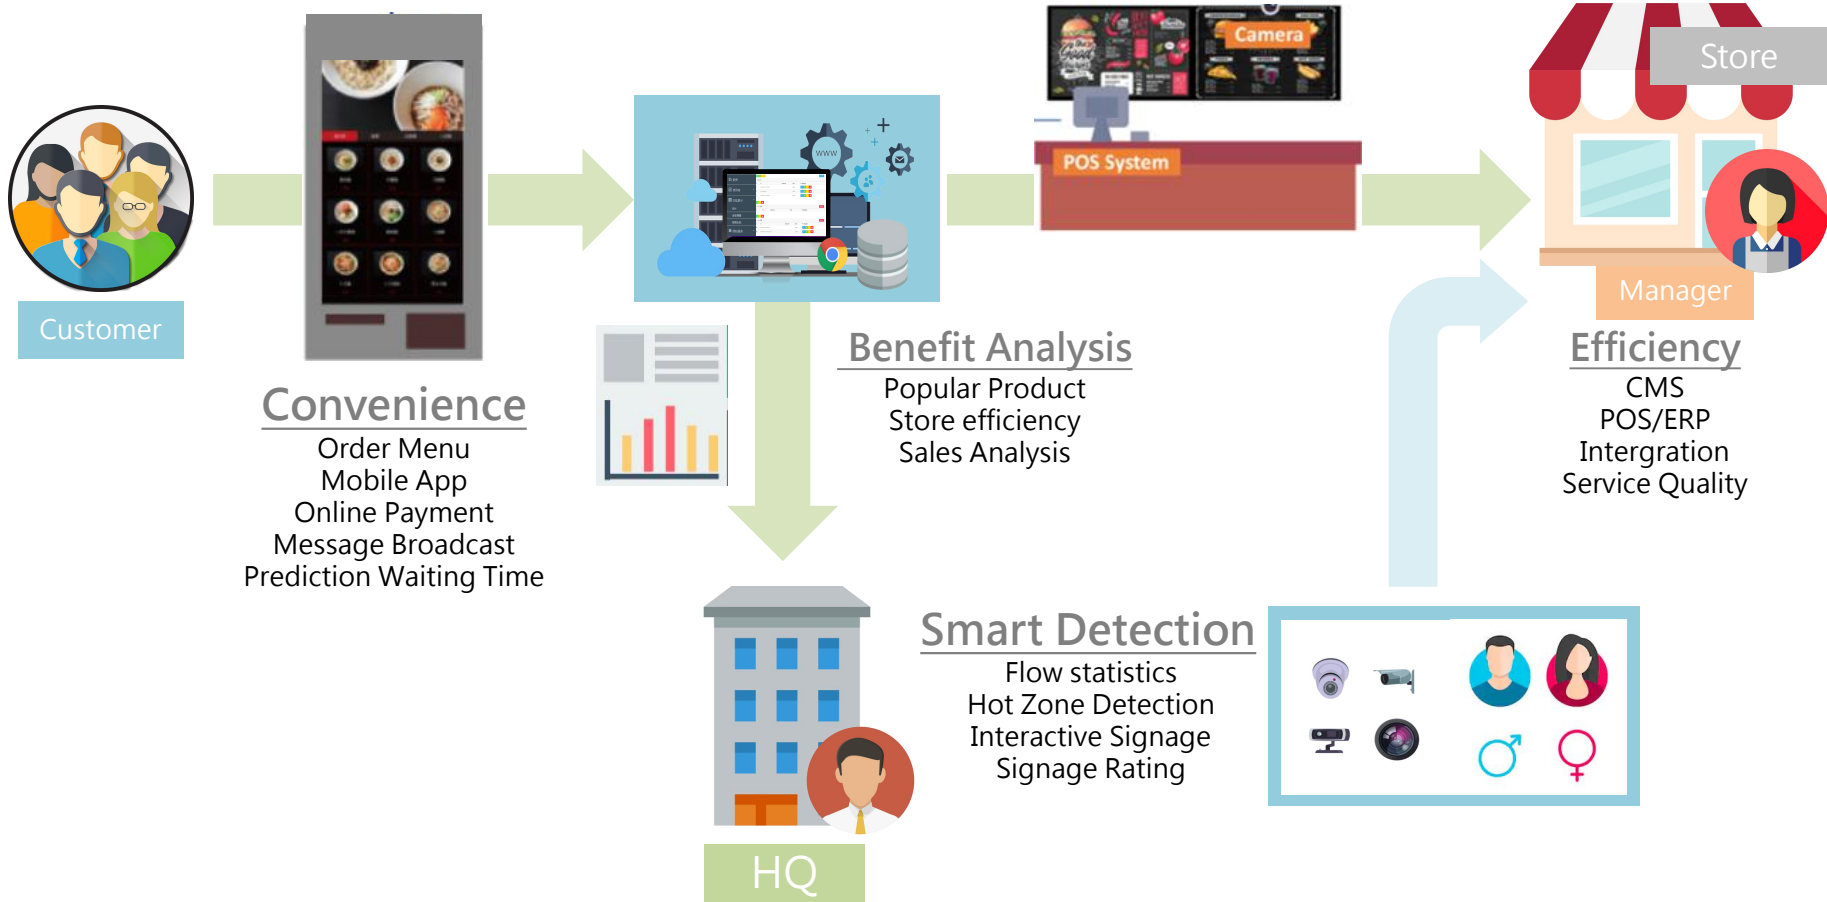 Camera
Store
www
POS System
Manager
Customer
Convenience
Order Menu
Mobile App
Online Payment
Message Broadcast
Prediction Waiting Time
Benefit Analysis
Popular Product
Store efficiency
Sales Analysis
Efficiency
CMS
POS/ERP
Intergration
Service Quality
Smart Detection
Flow statistics
Hot Zone Detection
Interactive Signage
Signage Rating
HQ